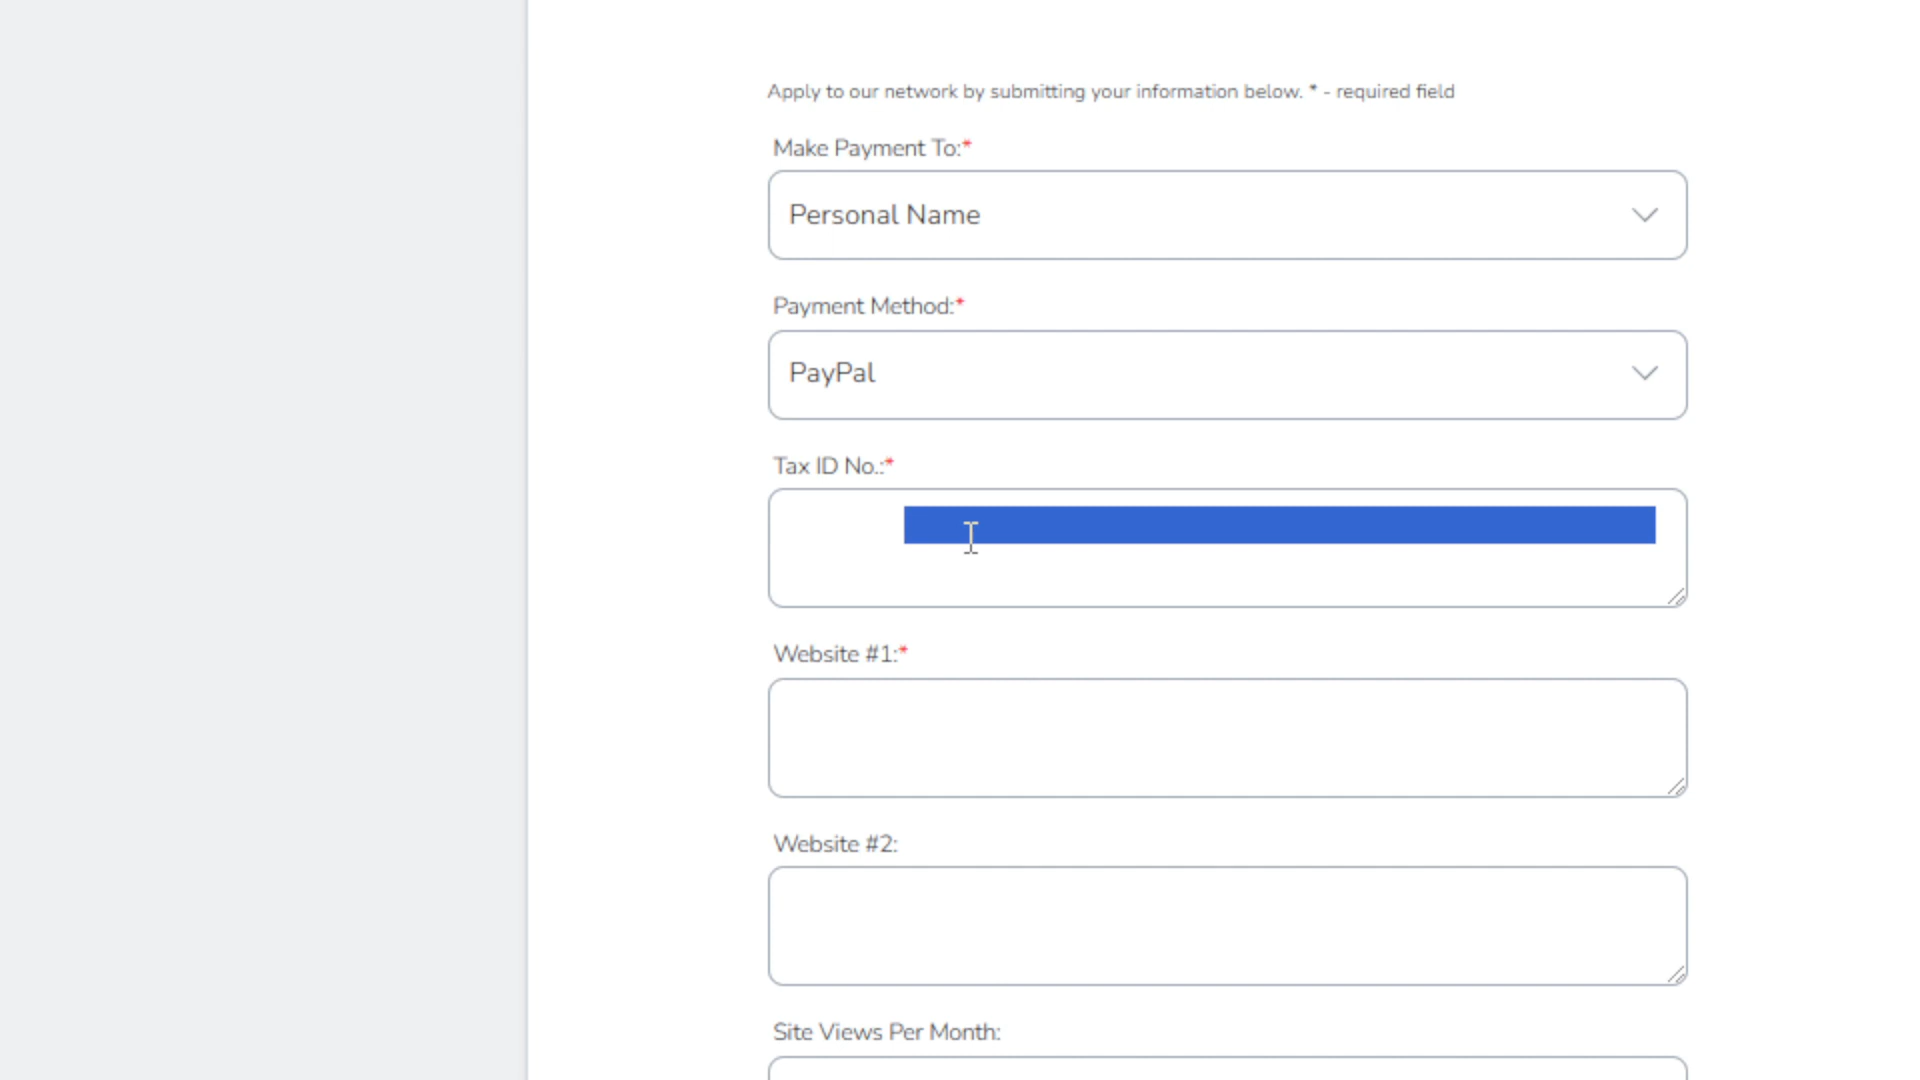 Apply to our network by submitting your information below. * - required field
Make Payment To:*
Personal Name
Payment Method:*
PayPal
Tax ID No.:*
Website #1:*
Website #2:
Site Views Per Month: